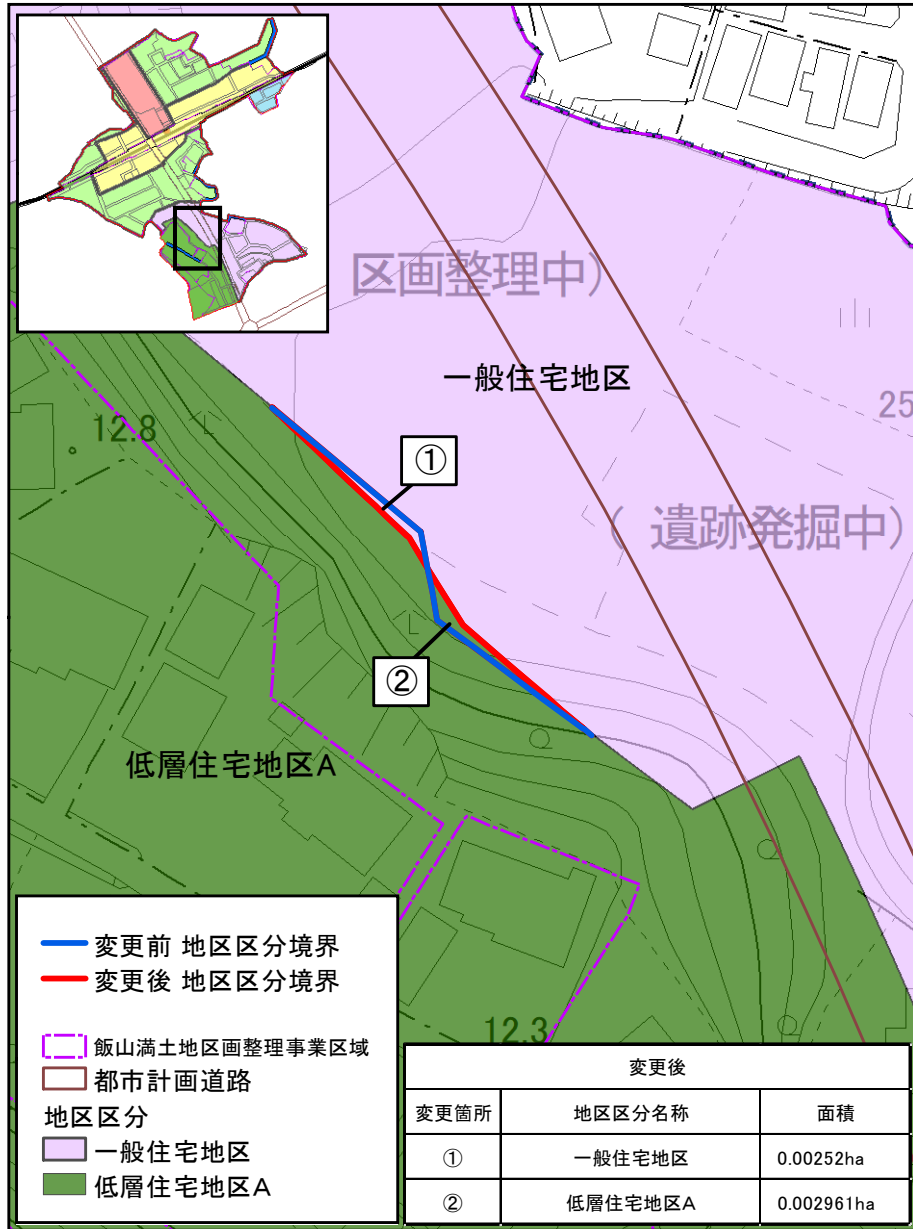 区画整理中）
一般住宅地区
25
12.8
①
（ 遺跡発掘中）
②
低層住宅地区A
12.3
変更前 地区区分境界
変更後 地区区分境界
飯山満土地区画整理事業区域
都市計画道路
地区区分
一般住宅地区
低層住宅地区A
変更後
変更箇所 地区区分名称 面積
① 一般住宅地区 0.00252ha
② 低層住宅地区A 0.002961ha